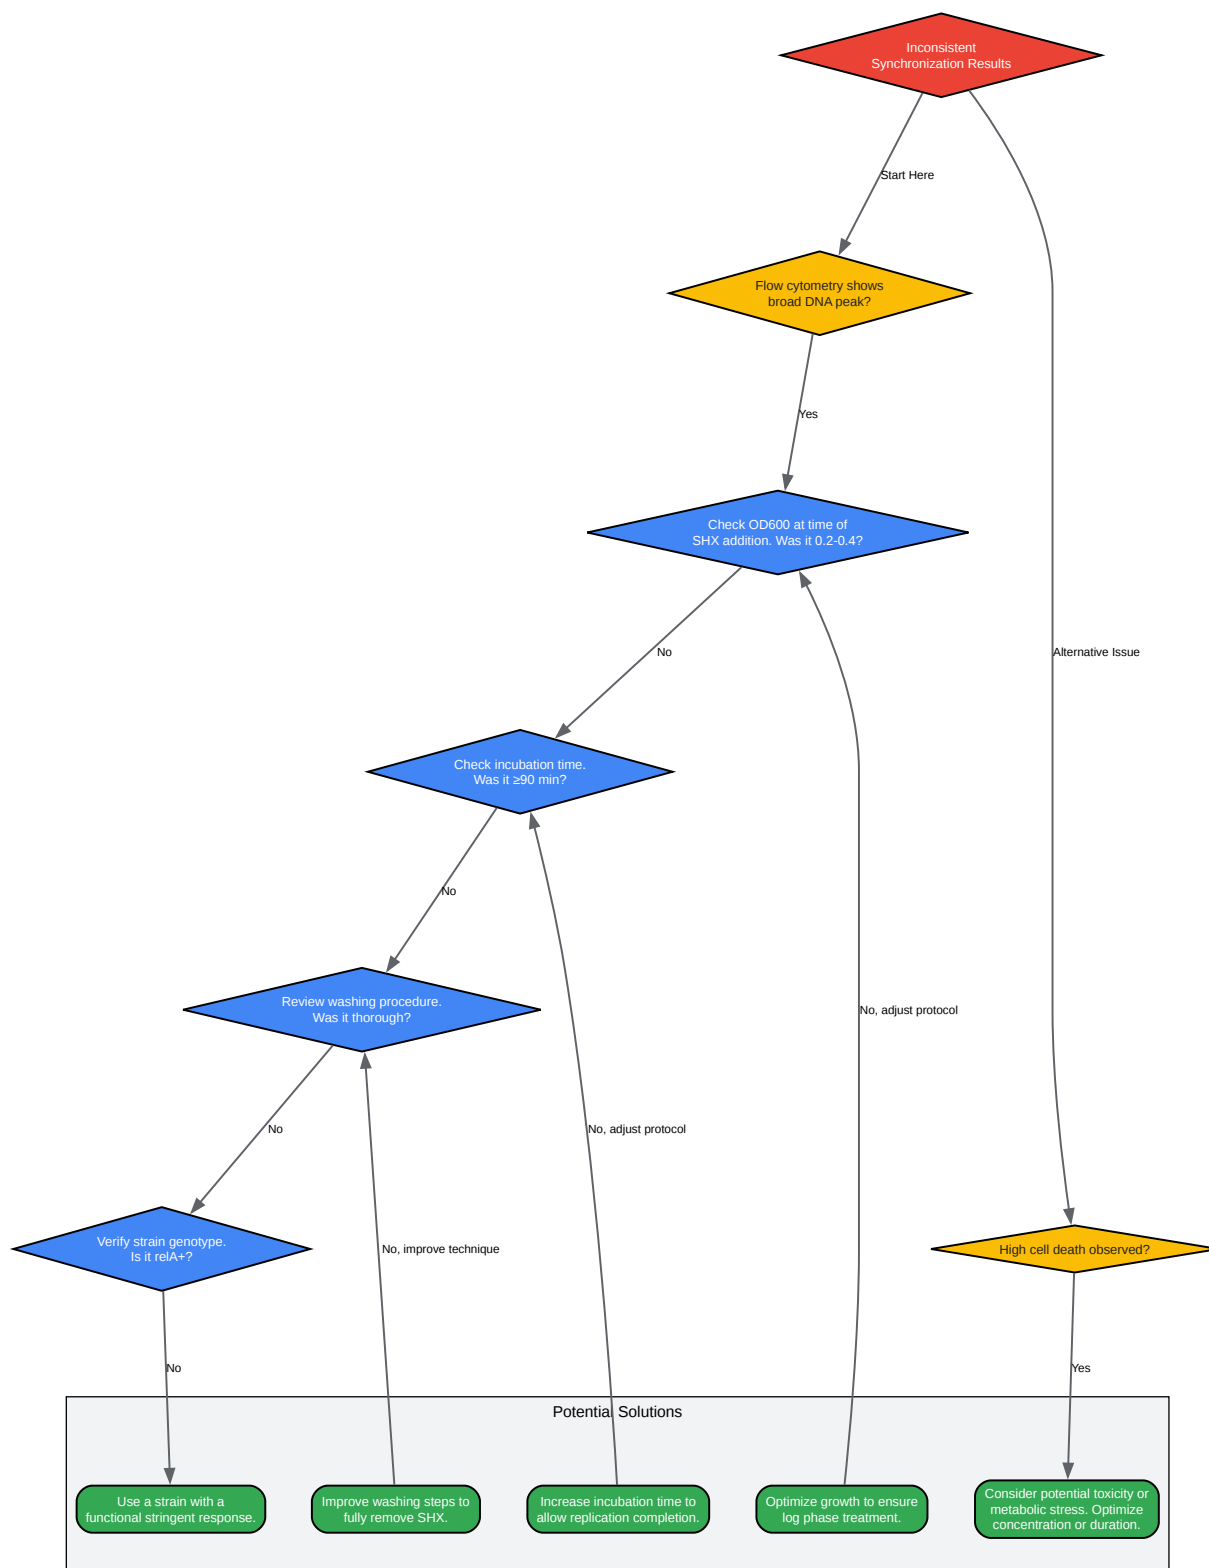 Inconsistent
Synchronization Results
Start Here
Flow cytometry shows
broad DNA peak?
Yes
Check OD600 at time of
SHX addition. Was it 0.2-0.4?
No
Alternative Issue
Check incubation time.
Was it ≥90 min?
No
Review washing procedure.
Was it thorough?
No, adjust protocol
No
No, adjust protocol
Verify strain genotype.
Is it relA+?
No, improve technique
High cell death observed?
No
Yes
Potential Solutions
Use a strain with a
functional stringent response.
Improve washing steps to
fully remove SHX.
Increase incubation time to
allow replication completion.
Optimize growth to ensure
log phase treatment.
Consider potential toxicity or
metabolic stress. Optimize
concentration or duration.